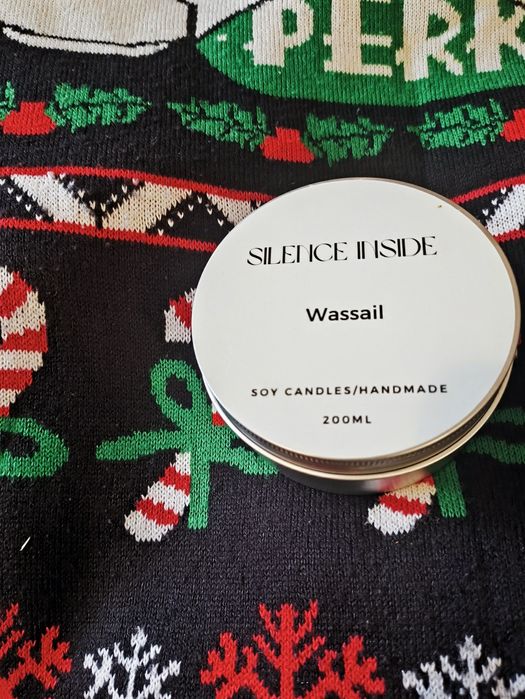 PERK
SILENCE INSIDE
Wassail
SOY CANDLES/HANDMADE
200ML